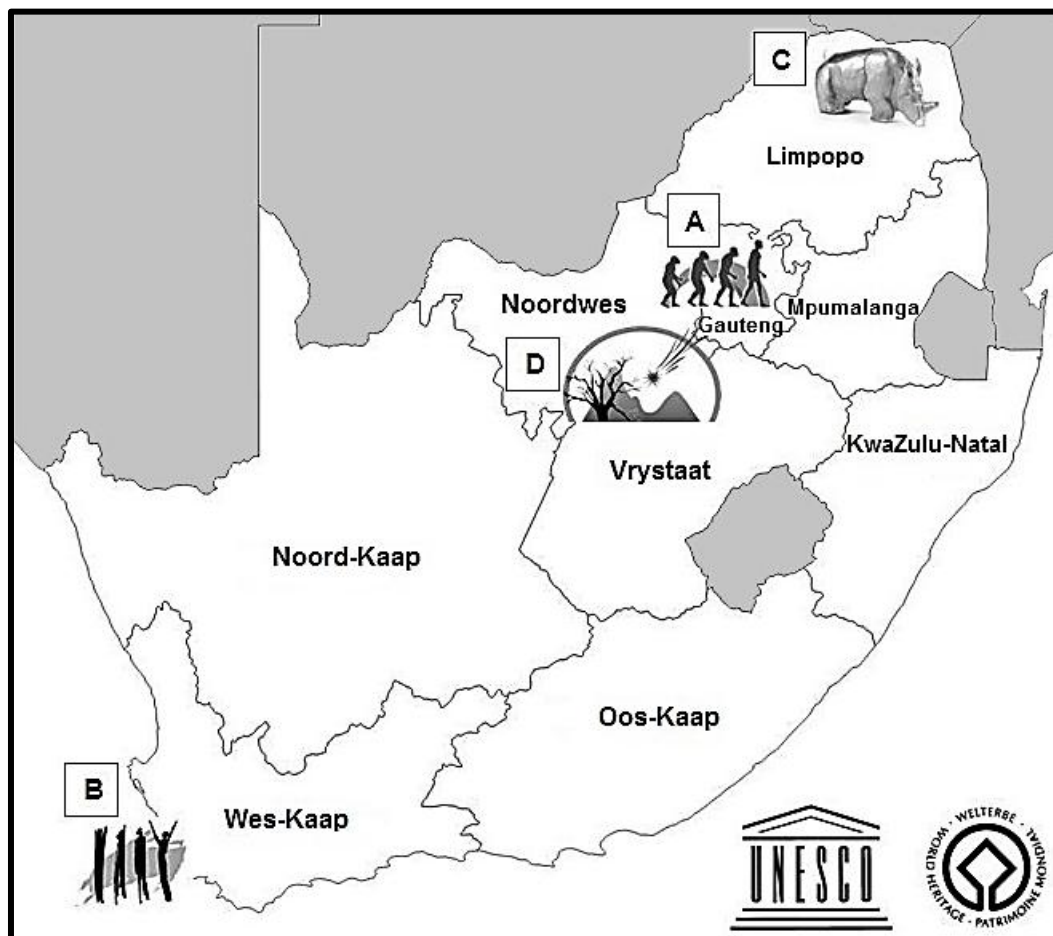 C
Limpopo
A
Noordwes
Gauteng
Mpumalanga
D
KwaZulu-Natal
Vrystaat
Noord-Kaap
Oos-Kaap
B
Wes-Kaap
UNESCO
WORLD HERITAGE · WELTERBE · PATRIMOINE MONDIAL